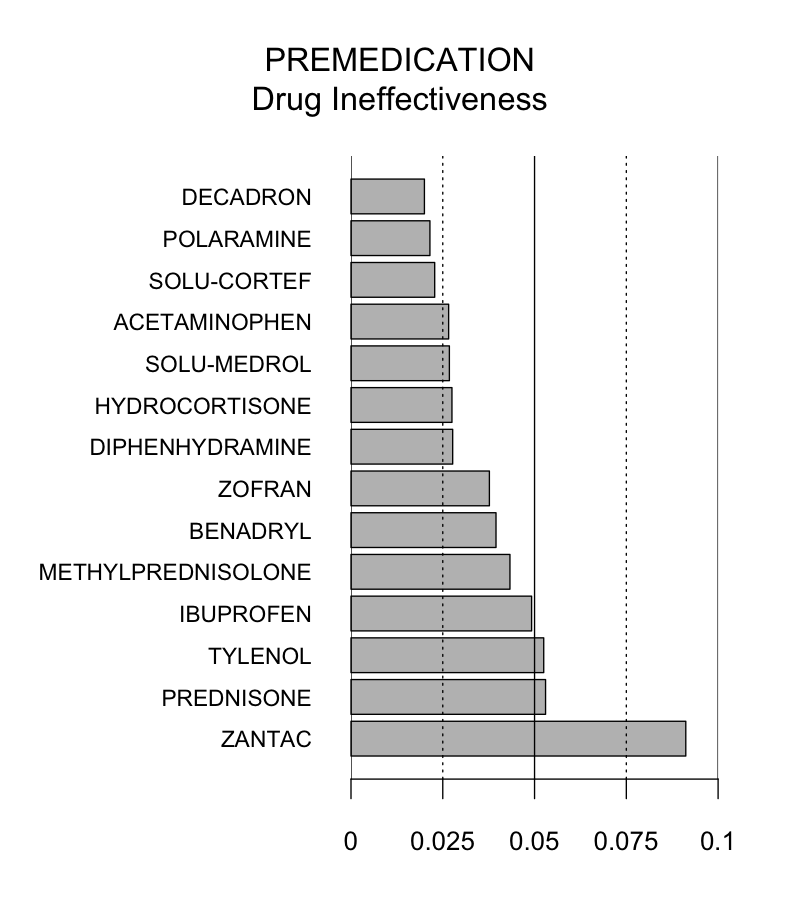 PREMEDICATION
Drug Ineffectiveness
DECADRON
POLARAMINE
SOLU-CORTEF
ACETAMINOPHEN
SOLU-MEDROL
HYDROCORTISONE
DIPHENHYDRAMINE
ZOFRAN
BENADRYL
METHYLPREDNISOLONE
IBUPROFEN
TYLENOL
PREDNISONE
ZANTAC
0 0.025 0.05 0.075 0.1